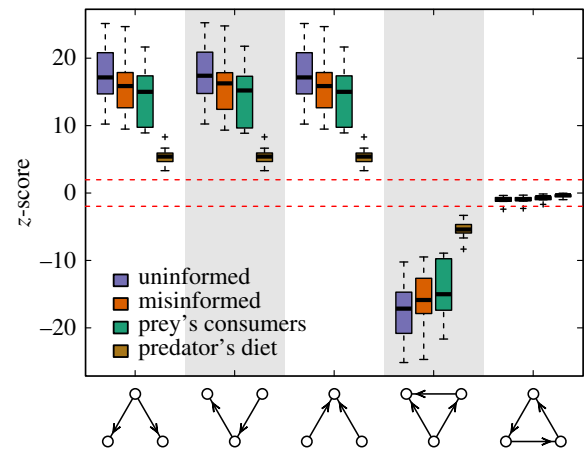 20
10
0
−10
−20
z-score
uninformed
misinformed
prey's consumers
predator's diet